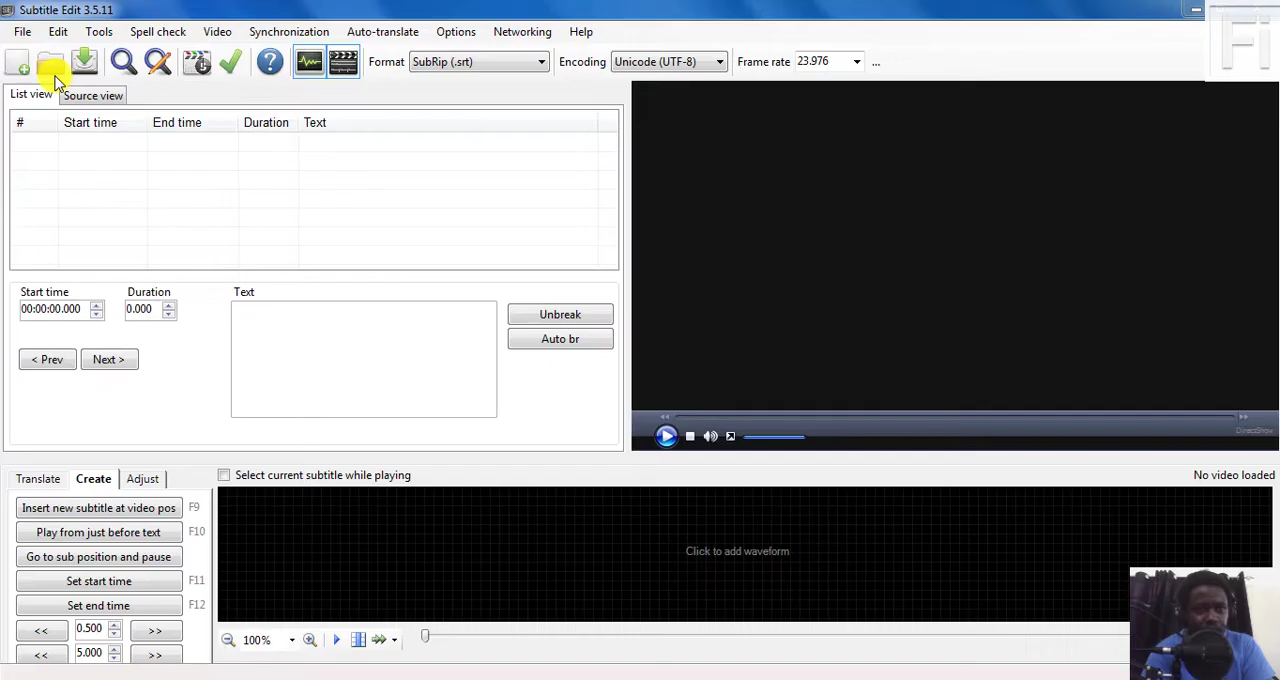 Subtitle Edit 3.5.11
File Edit Tools Spell check Video Synchronization Auto-translate Options Networking Help
Format SubRip (.srt) Encoding Unicode (UTF-8) Frame rate 23.976 ...
List view Source view
# Start time End time Duration Text
Start time Duration Text
00:00:00.000 0.000
Unbreak
Auto br
< Prev Next >
DirectShow
Translate Create Adjust
Select current subtitle while playing No video loaded
Insert new subtitle at video pos F9
Play from just before text F10
Go to sub position and pause
Set start time F11
Set end time F12
<< 0.500 >>
<< 5.000 >>
Click to add waveform
100%